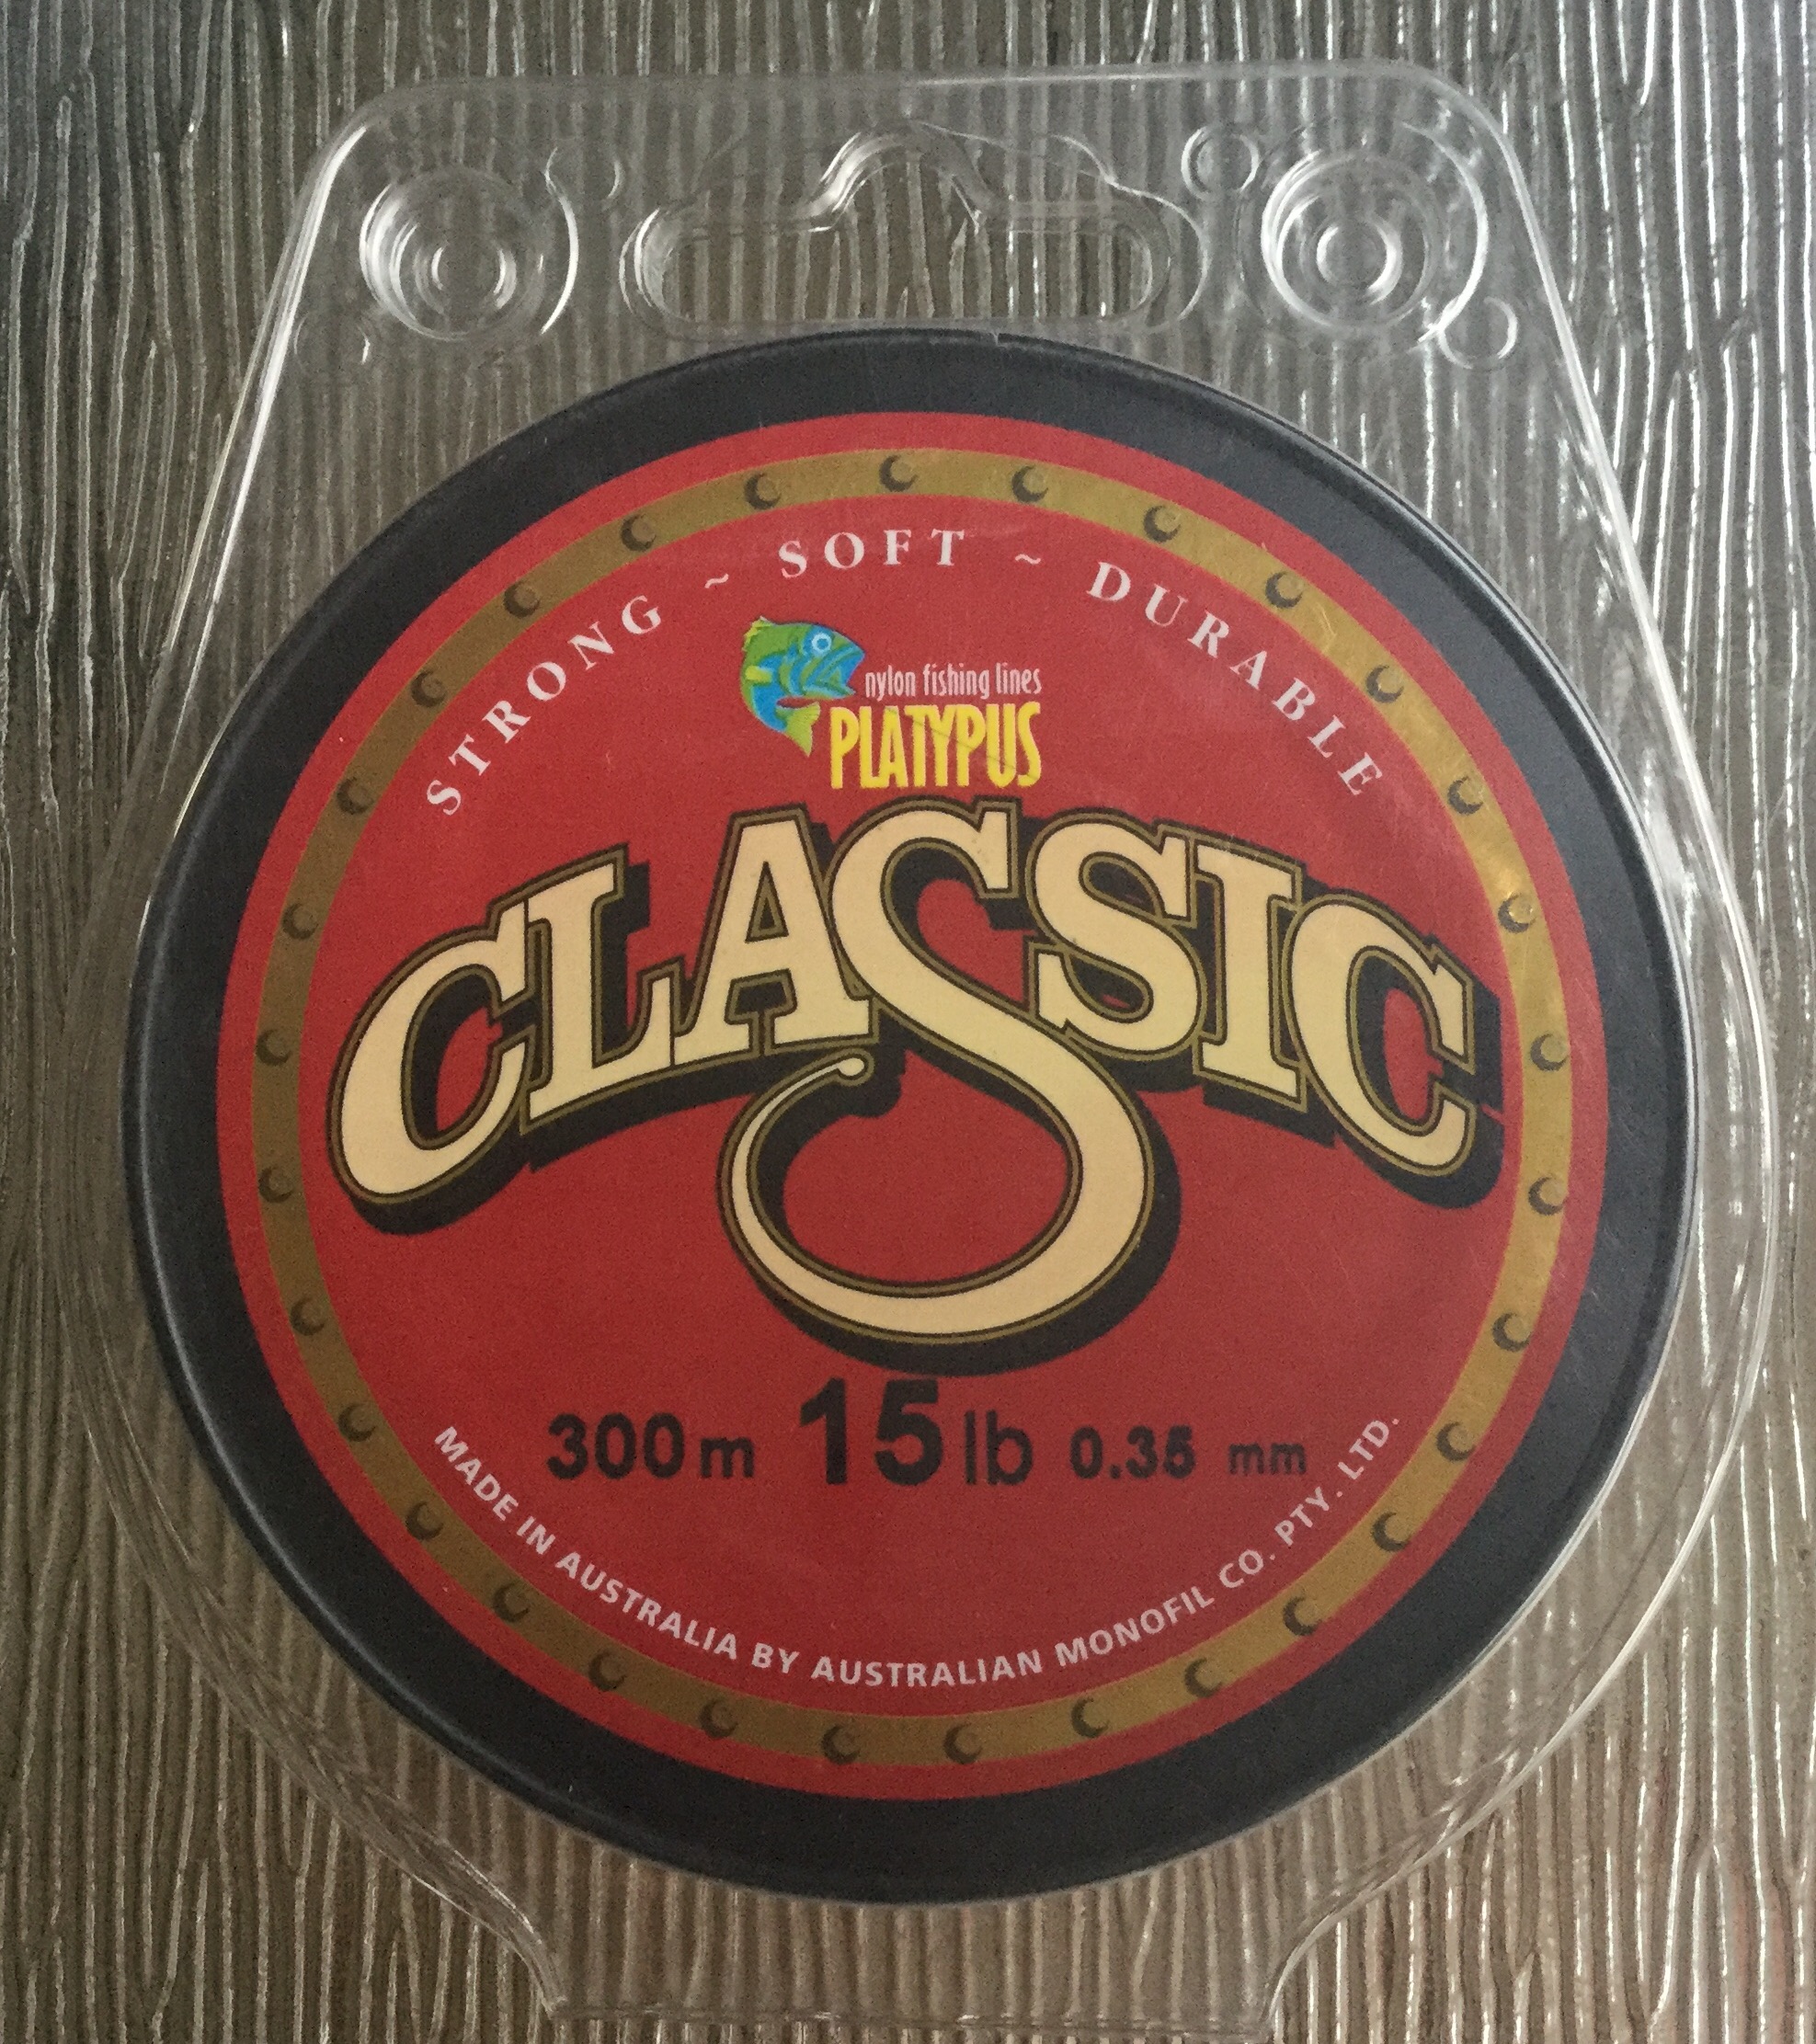 STRONG ~ SOFT ~ DURABLE
nylon fishing lines
PLATYPUS
CLASSIC
300m 15lb 0.35 mm
MADE IN AUSTRALIA BY AUSTRALIAN MONOFIL CO. PTY. LTD.